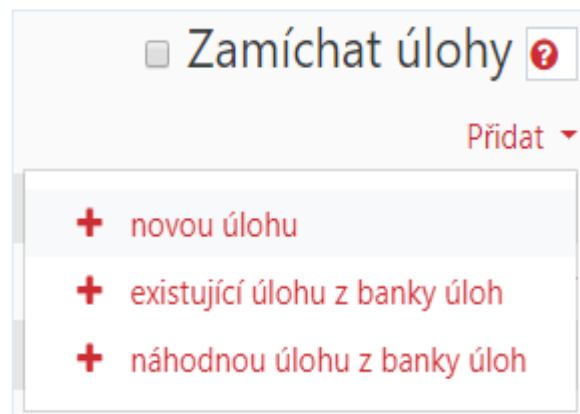 Zamíchat úlohy
Přidat
novou úlohu
existující úlohu z banky úloh
náhodnou úlohu z banky úloh